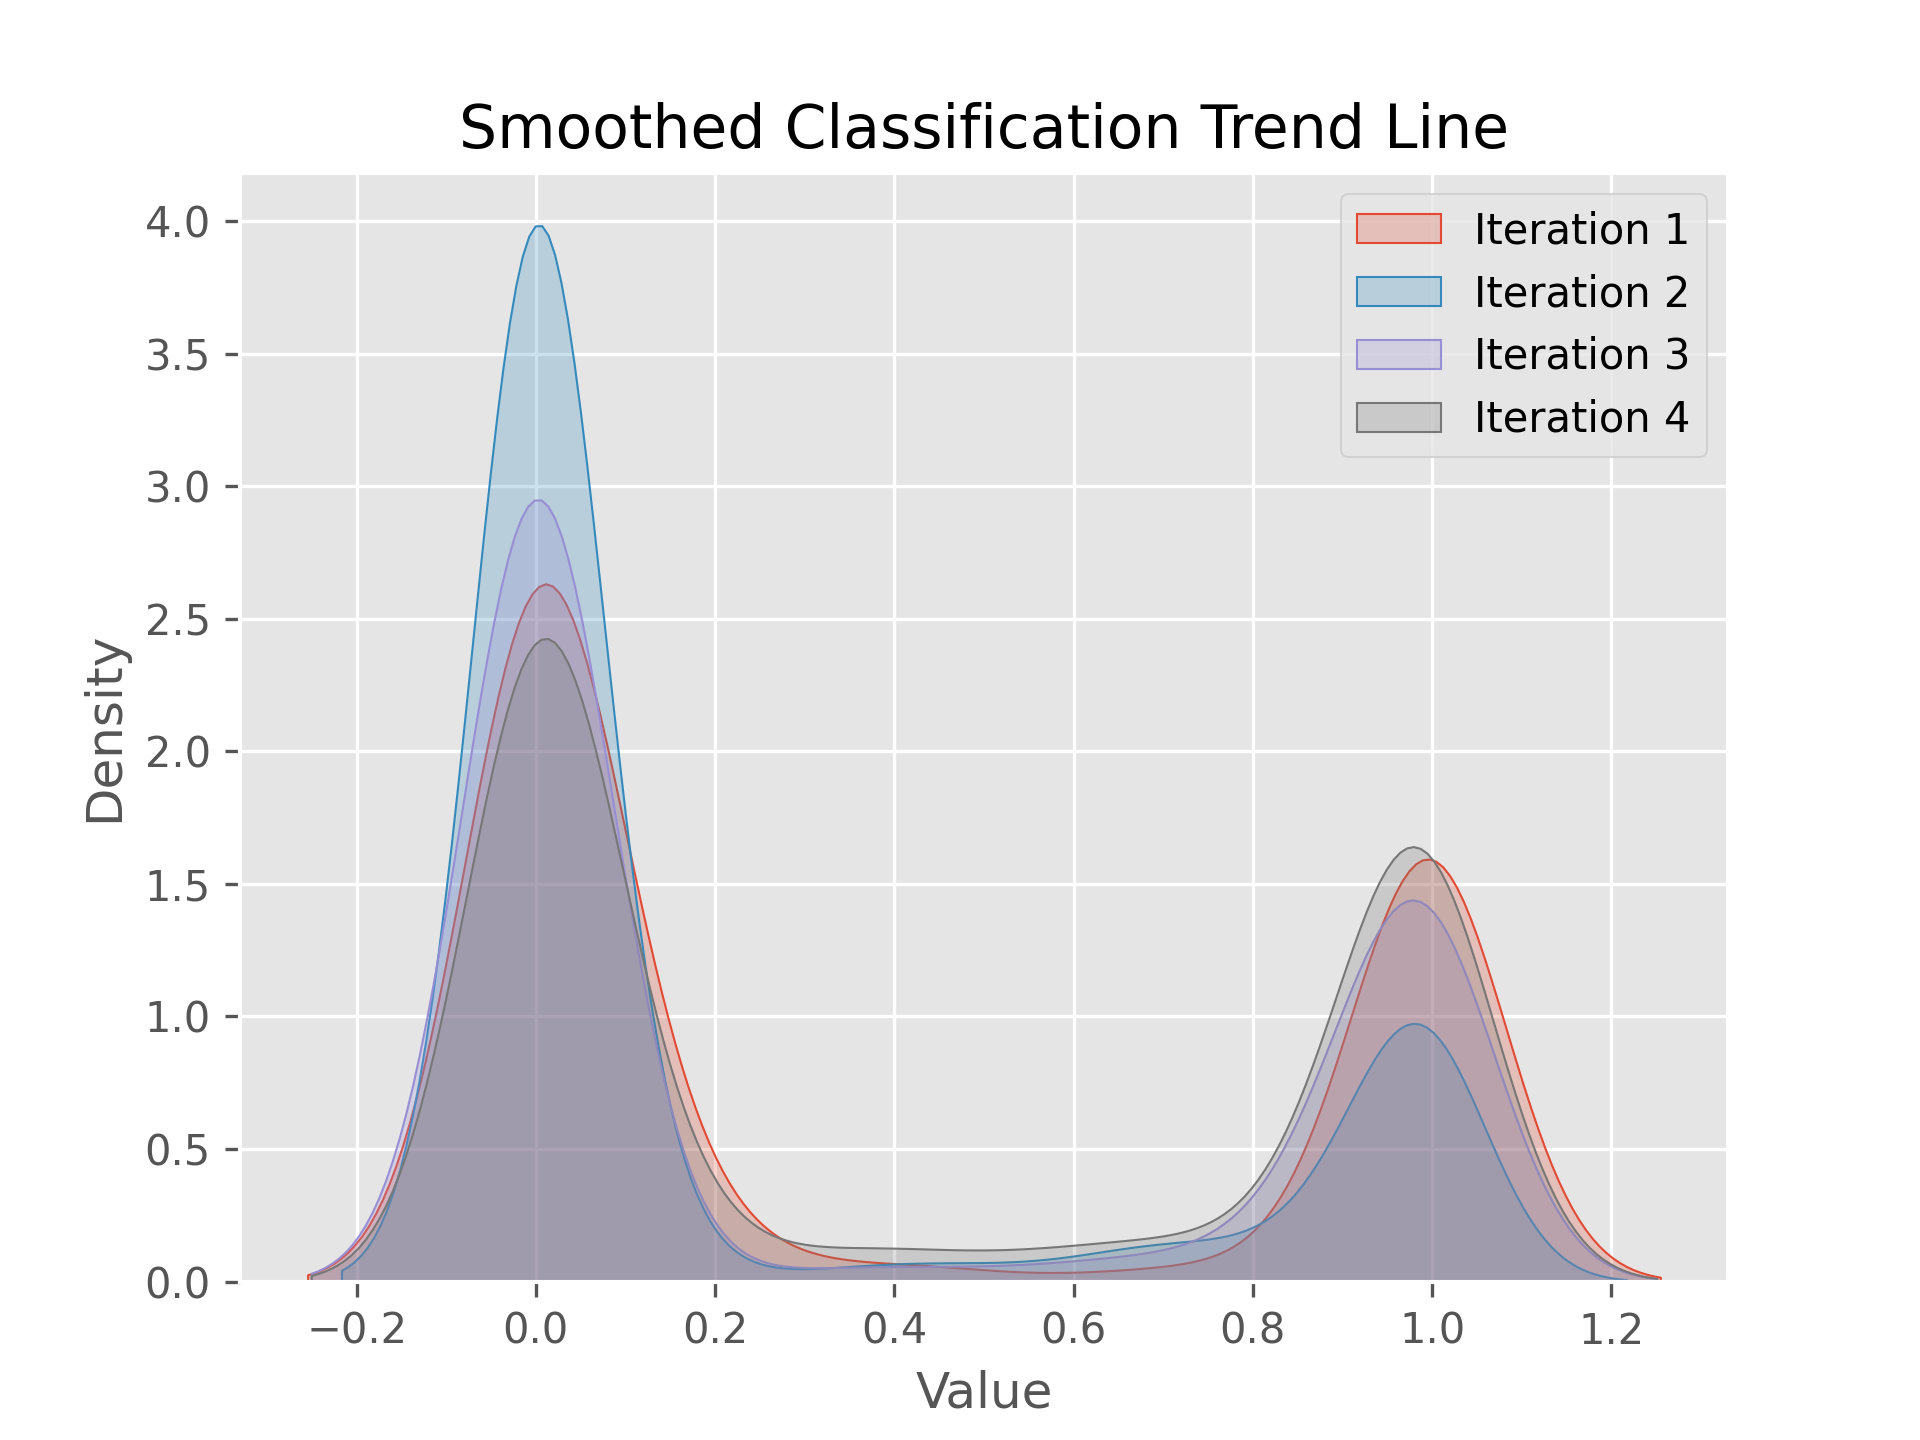 Smoothed Classification Trend Line
Iteration 1
Iteration 2
Iteration 3
Iteration 4
Density
4.0
3.5
3.0
2.5
2.0
1.5
1.0
0.5
0.0
−0.2 0.0 0.2 0.4 0.6 0.8 1.0 1.2
Value